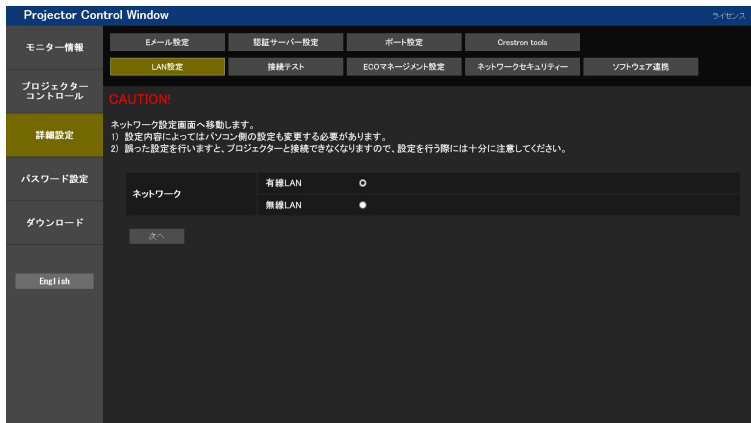 Projector Control Window
ライセンス
モニター情報
プロジェクター
コントロール
詳細設定
パスワード設定
ダウンロード
English
Eメール設定
認証サーバー設定
ポート設定
Crestron tools
LAN設定
接続テスト
ECOマネージメント設定
ネットワークセキュリティー
ソフトウェア連携
CAUTION!
ネットワーク設定画面へ移動します。
1) 設定内容によってはパソコン側の設定も変更する必要があります。
2) 誤った設定を行いますと、プロジェクターと接続できなくなりますので、設定を行う際には十分に注意してください。
ネットワーク
有線LAN
無線LAN
次へ